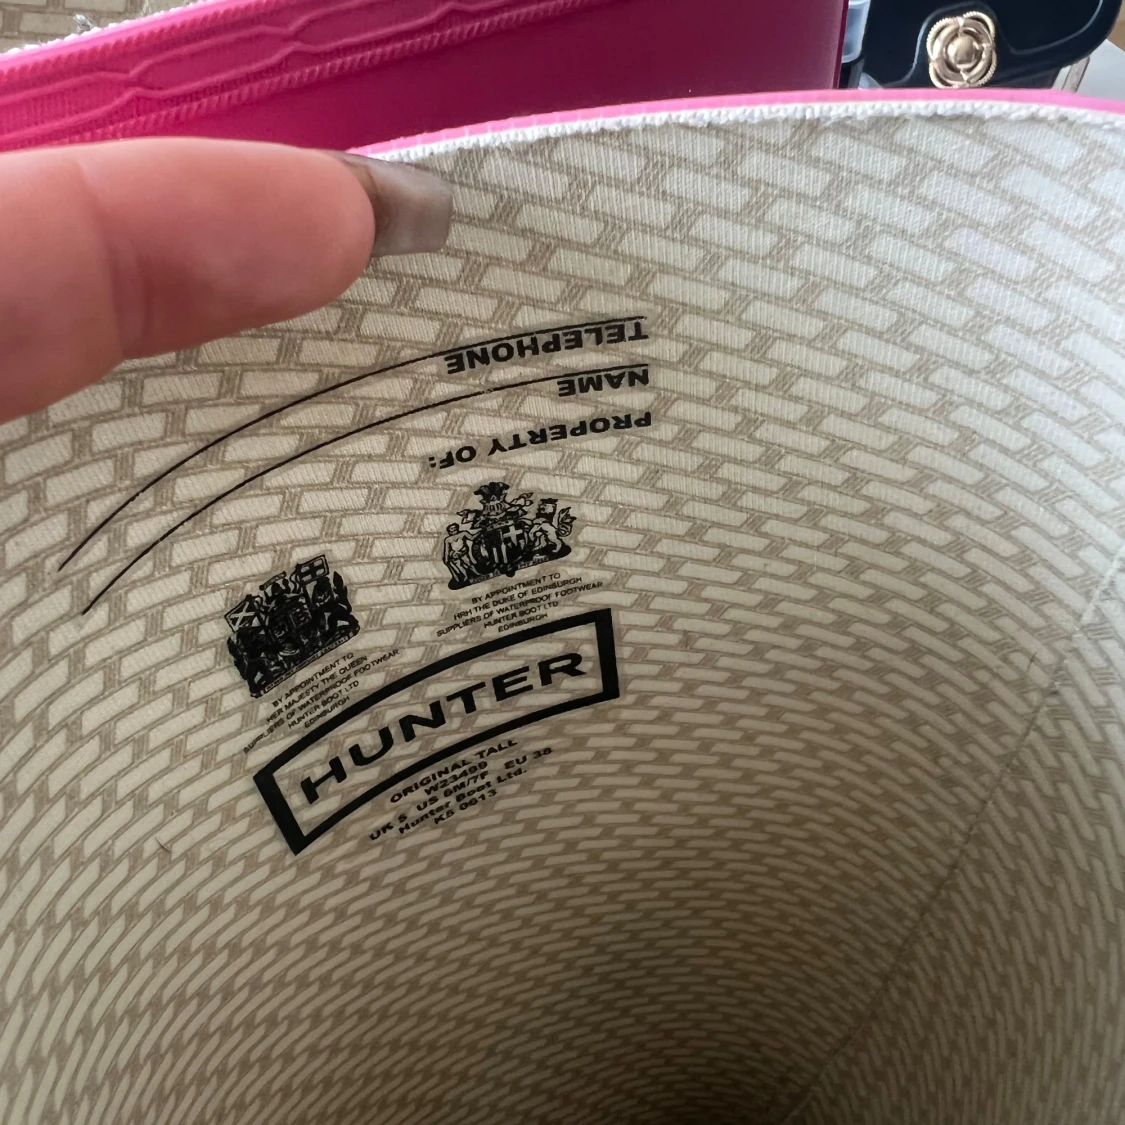 TELEPHONE
NAME
PROPERTY OF:
BY APPOINTMENT TO
HRH THE DUKE OF EDINBURGH
SUPPLIERS OF WATERPROOF FOOTWEAR
HUNTER BOOT LTD
EDINBURGH
BY APPOINTMENT TO
HER MAJESTY THE QUEEN
SUPPLIERS OF WATERPROOF FOOTWEAR
HUNTER BOOT LTD
EDINBURGH
HUNTER
ORIGINAL TALL
W23499
UK 5 US 6M/7F EU 38
Hunter Boot Ltd.
KS 0613